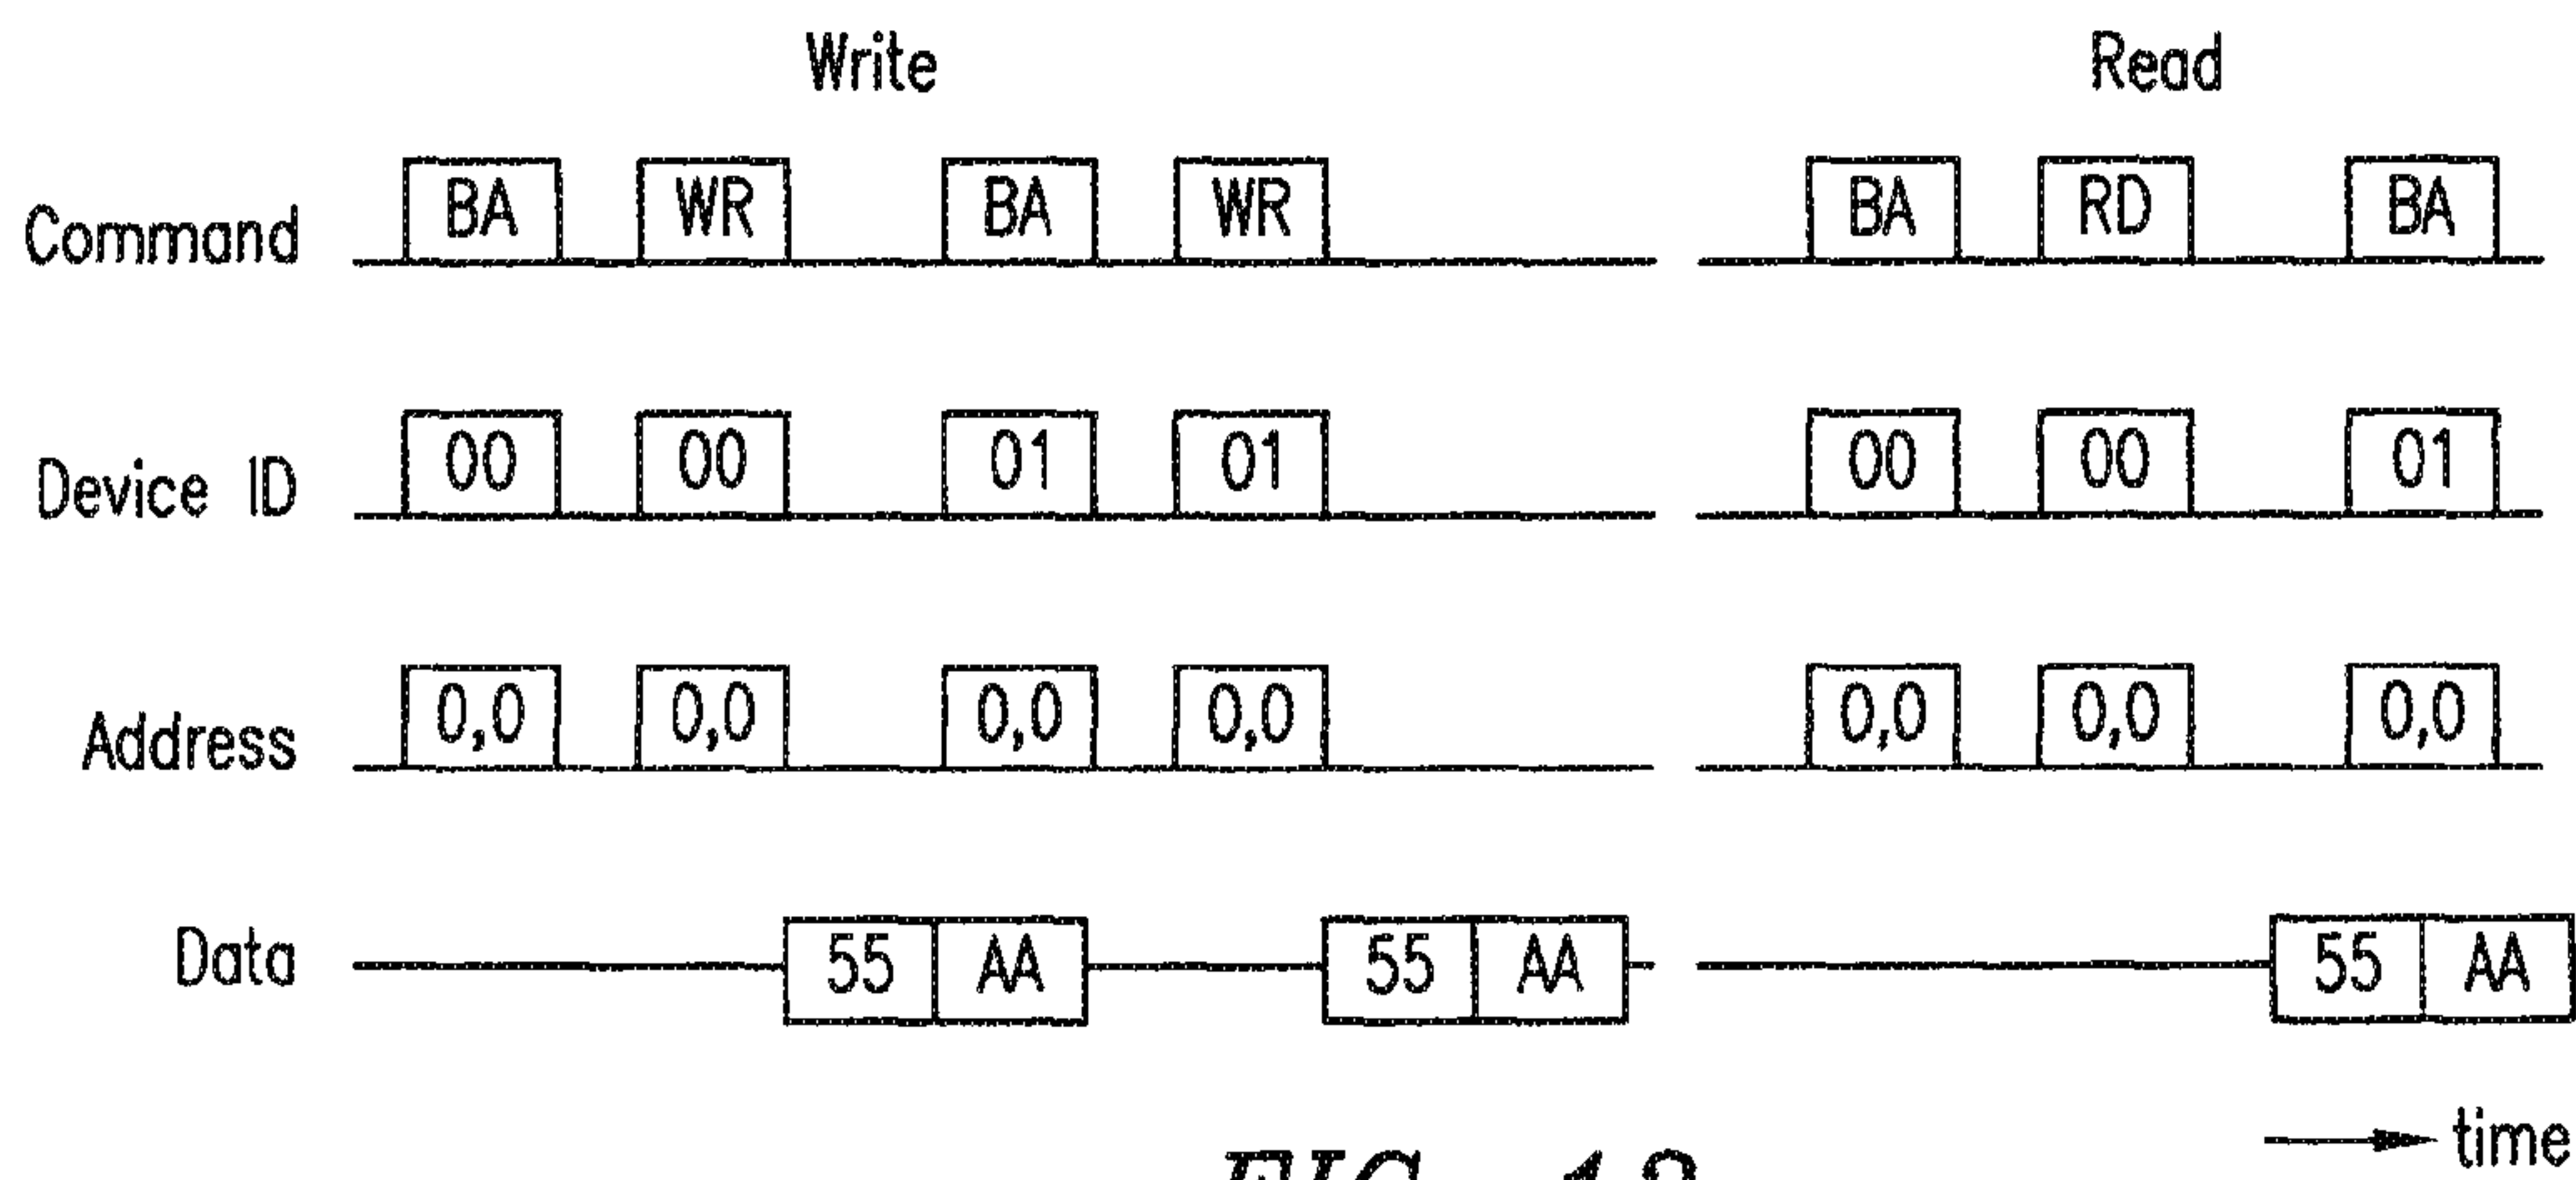 Write Read
Command BA WR BA WR BA RD BA
Device ID 00 00 01 01 00 00 01
Address 0,0 0,0 0,0 0,0 0,0 0,0 0,0
Data 55 AA 55 AA 55 AA
time